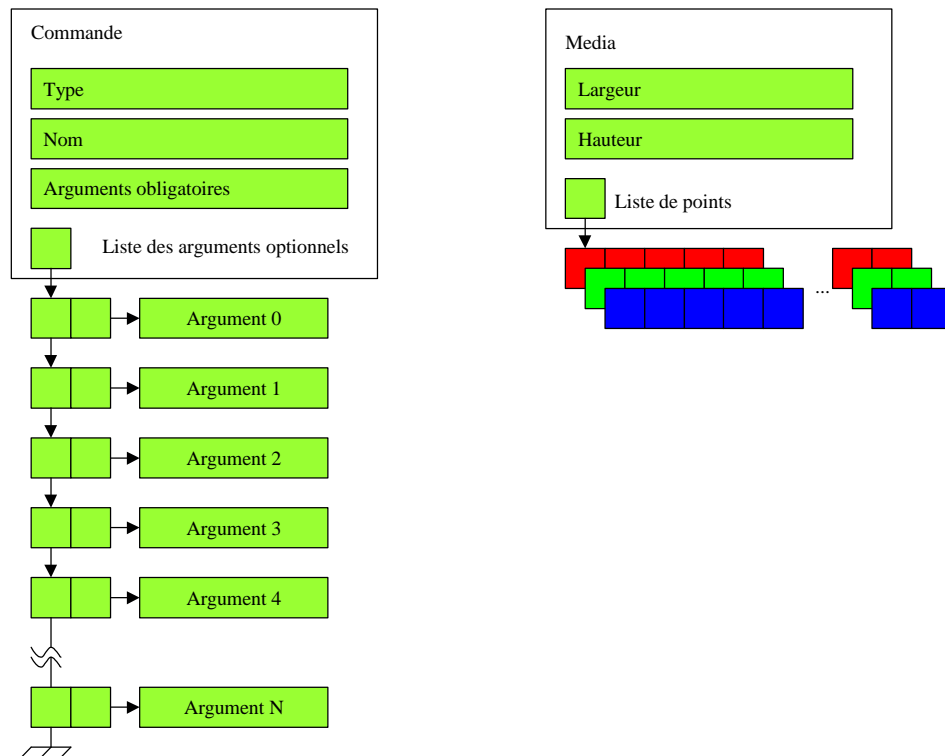 Commande
Type
Nom
Arguments obligatoires
Liste des arguments optionnels
Argument 0
Argument 1
Argument 2
Argument 3
Argument 4
Argument N
Media
Largeur
Hauteur
Liste de points
...